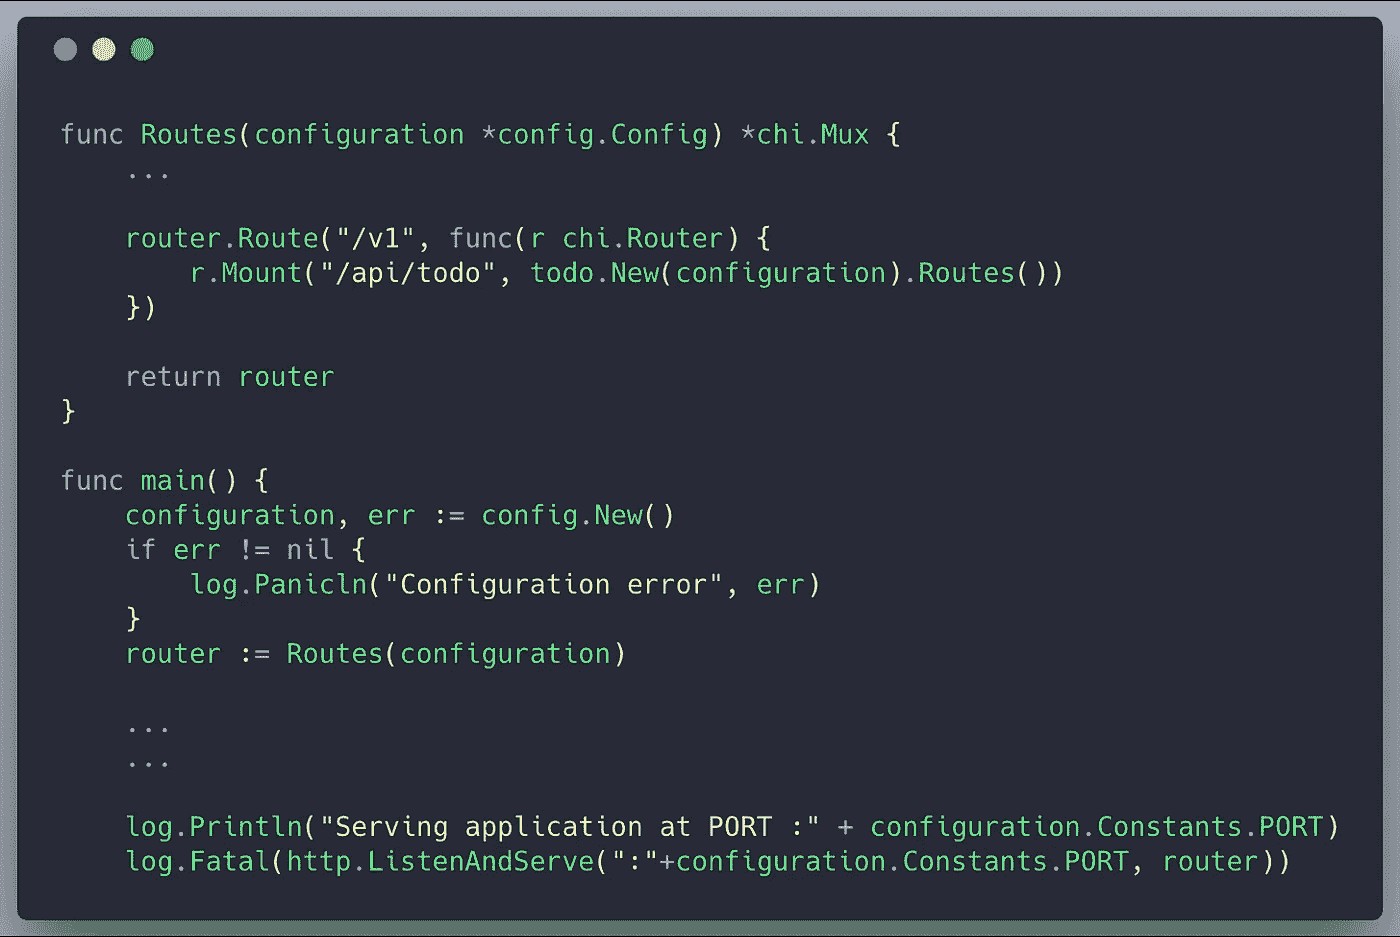 func Routes(configuration *config.Config) *chi.Mux {
    ...

    router.Route("/v1", func(r chi.Router) {
        r.Mount("/api/todo", todo.New(configuration).Routes())
    })

    return router
}

func main() {
    configuration, err := config.New()
    if err != nil {
        log.Panicln("Configuration error", err)
    }
    router := Routes(configuration)

    ...
    ...

    log.Println("Serving application at PORT :" + configuration.Constants.PORT)
    log.Fatal(http.ListenAndServe(":"+configuration.Constants.PORT, router))